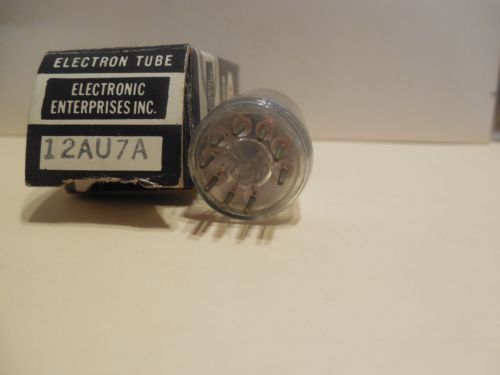 ELECTRON TUBE
ELECTRONIC
ENTERPRISES INC.
12AU7A